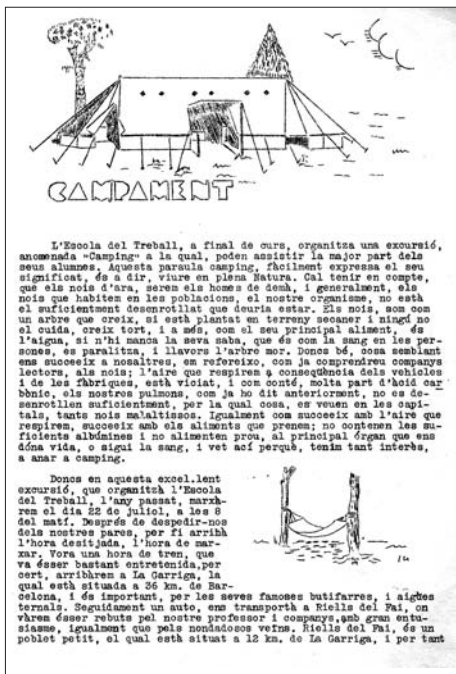 CAMPAMENT
L'Escola del Treball, a final de curs, organitza una excursió,
anomenada "Camping" a la qual, poden assistir la major part dels
seus alumnes. Aquesta paraula camping, fàcilment expressa el seu
significat, és a dir, viure en plena Natura. Cal tenir en compte,
que els nois d'ara, serem els homes de demà, i generalment, els
nois que habitem en les poblacions, el nostre organisme, no està
el suficientment desenrotllat que deuria estar. Els nois, som com
un arbre que creix, si està plantat en terreny secaner i ningú no
el cuida, creix tort, i a més, com el seu principal aliment, és
l'aigua, si n'hi manca la seva saba, que és com la sang en les per-
sones, es paralitza, i llavors l'arbre mor. Doncs bé, cosa semblant
ens succeeix a nosaltres, em refereixo, com ja comprendreu companys
lectors, als nois; l'aire que respirem a conseqüència dels vehicles
i de les fàbriques, està viciat, i com conté, molta part d'àcid car
bònic, els nostres pulmons, com ja ho dit anteriorment, no es de-
senrotllen suficientment, per la qual cosa, es veuen en les capi-
tals, tants nois malaltissos. Igualment com succeeix amb l'aire que
respirem, succeeix amb els aliments que prenem; no contenen les su-
ficients albúmines i no alimenten prou, al principal òrgan que ens
dóna vida, o sigui la sang, i vet ací perquè, tenim tant interès,
a anar a camping.
Doncs en aquesta excel.lent
excursió, que organitzà l'Escola
del Treball, l'any passat, marxà-
rem el dia 22 de juliol, a les 8
del matí. Després de despedir-nos
dels nostres pares, per fi arribà
l'hora desitjada, l'hora de mar-
xar. Vora una hora de tren, que
va ésser bastant entretenida,per
cert, arribàrem a La Garriga, la
qual està situada a 36 km. de Bar-
celona, i és important, per les seves famoses butifarres, i aigües
termals. Seguidament un auto, ens transportà a Riells del Fai, on
vàrem ésser rebuts pel nostre professor i companys,amb gran entu-
siasme, igualment que pels nondadosos veïns. Riells del Fai, és un
poblet petit, el qual està situat a 12 km. de La Garriga, i per tant